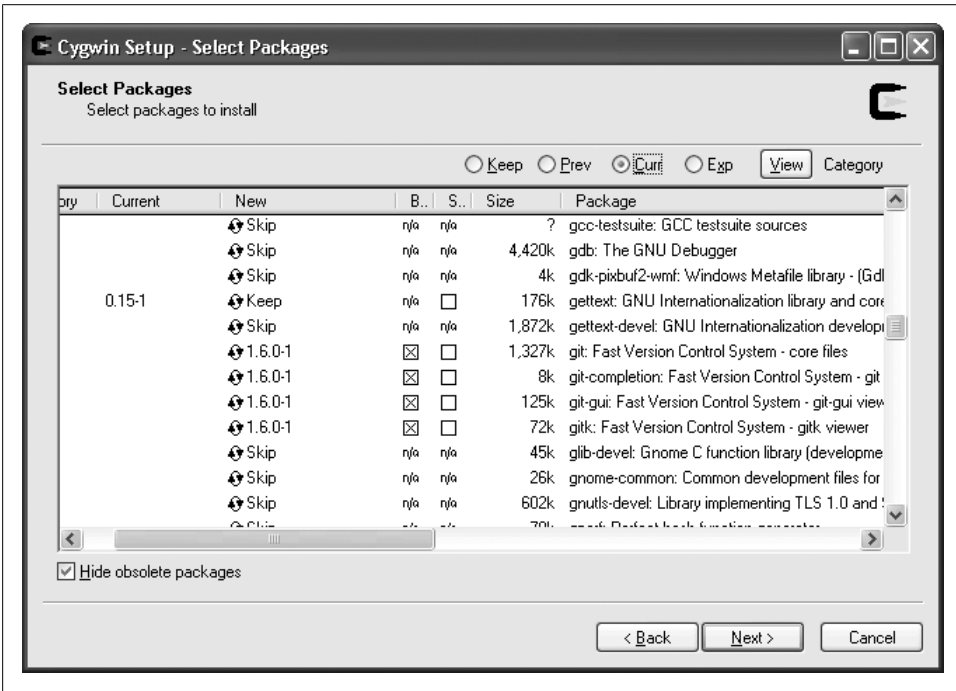 Cygwin Setup - Select Packages
Select Packages
Select packages to install
Keep Prev Curr Exp View Category
ory Current New B.. S.. Size Package
Skip n/a n/a ? gcc-testsuite: GCC testsuite sources
Skip n/a n/a 4,420k gdb: The GNU Debugger
Skip n/a n/a 4k gdk-pixbuf2-wmf: Windows Metafile library - (Gdl
0.15-1 Keep n/a 176k gettext: GNU Internationalization library and core
Skip n/a n/a 1,872k gettext-devel: GNU Internationalization develop
1.6.0-1 1,327k git: Fast Version Control System - core files
1.6.0-1 8k git-completion: Fast Version Control System - git
1.6.0-1 125k git-gui: Fast Version Control System - git-gui view
1.6.0-1 72k gitk: Fast Version Control System - gitk viewer
Skip n/a n/a 45k glib-devel: Gnome C function library (developme
Skip n/a n/a 26k gnome-common: Common development files for
Skip n/a n/a 602k gnutls-devel: Library implementing TLS 1.0 and
Skip n/a n/a gperf: Perfect hash function generator
Hide obsolete packages
< Back Next > Cancel